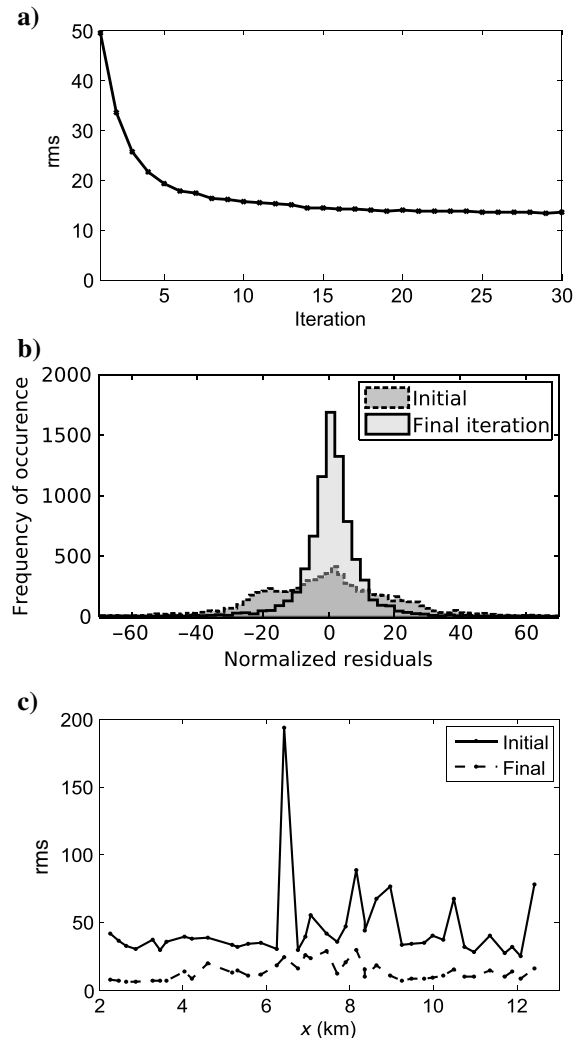 a)
50
40
30
20
10
0
rms
5 10 15 20 25 30
Iteration
b)
2000
1500
1000
500
0
Frequency of occurence
Initial
Final iteration
−60 −40 −20 0 20 40 60
Normalized residuals
c)
200
150
100
50
0
rms
Initial
Final
2 4 6 8 10 12
x (km)